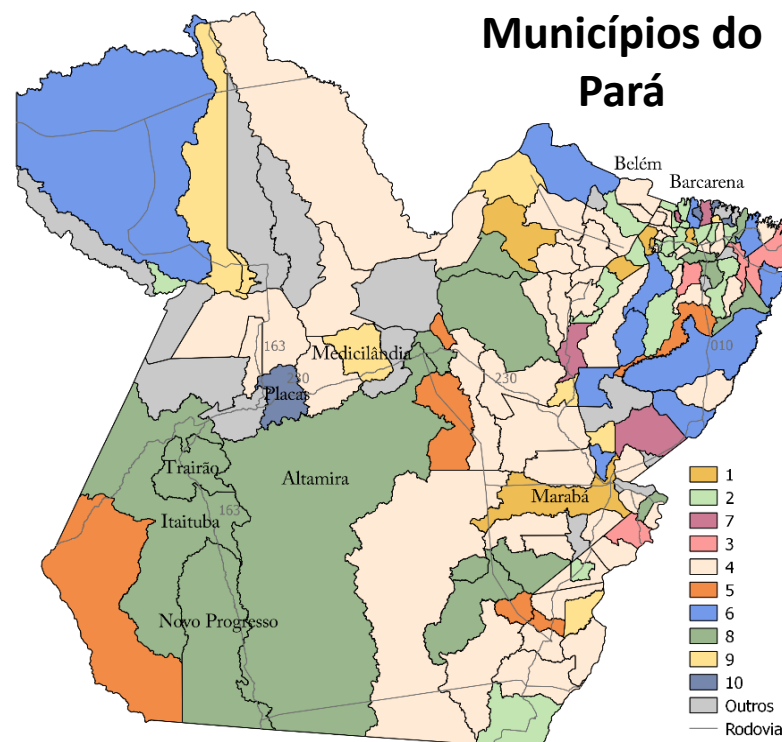 Municípios do
Pará
Belém
Barcarena
163
Medicilândia
010
230
230
Placas
Trairão
Altamira
Itaituba
163
Marabá
Novo Progresso
1
2
7
3
4
5
6
8
9
10
Outros
Rodovia